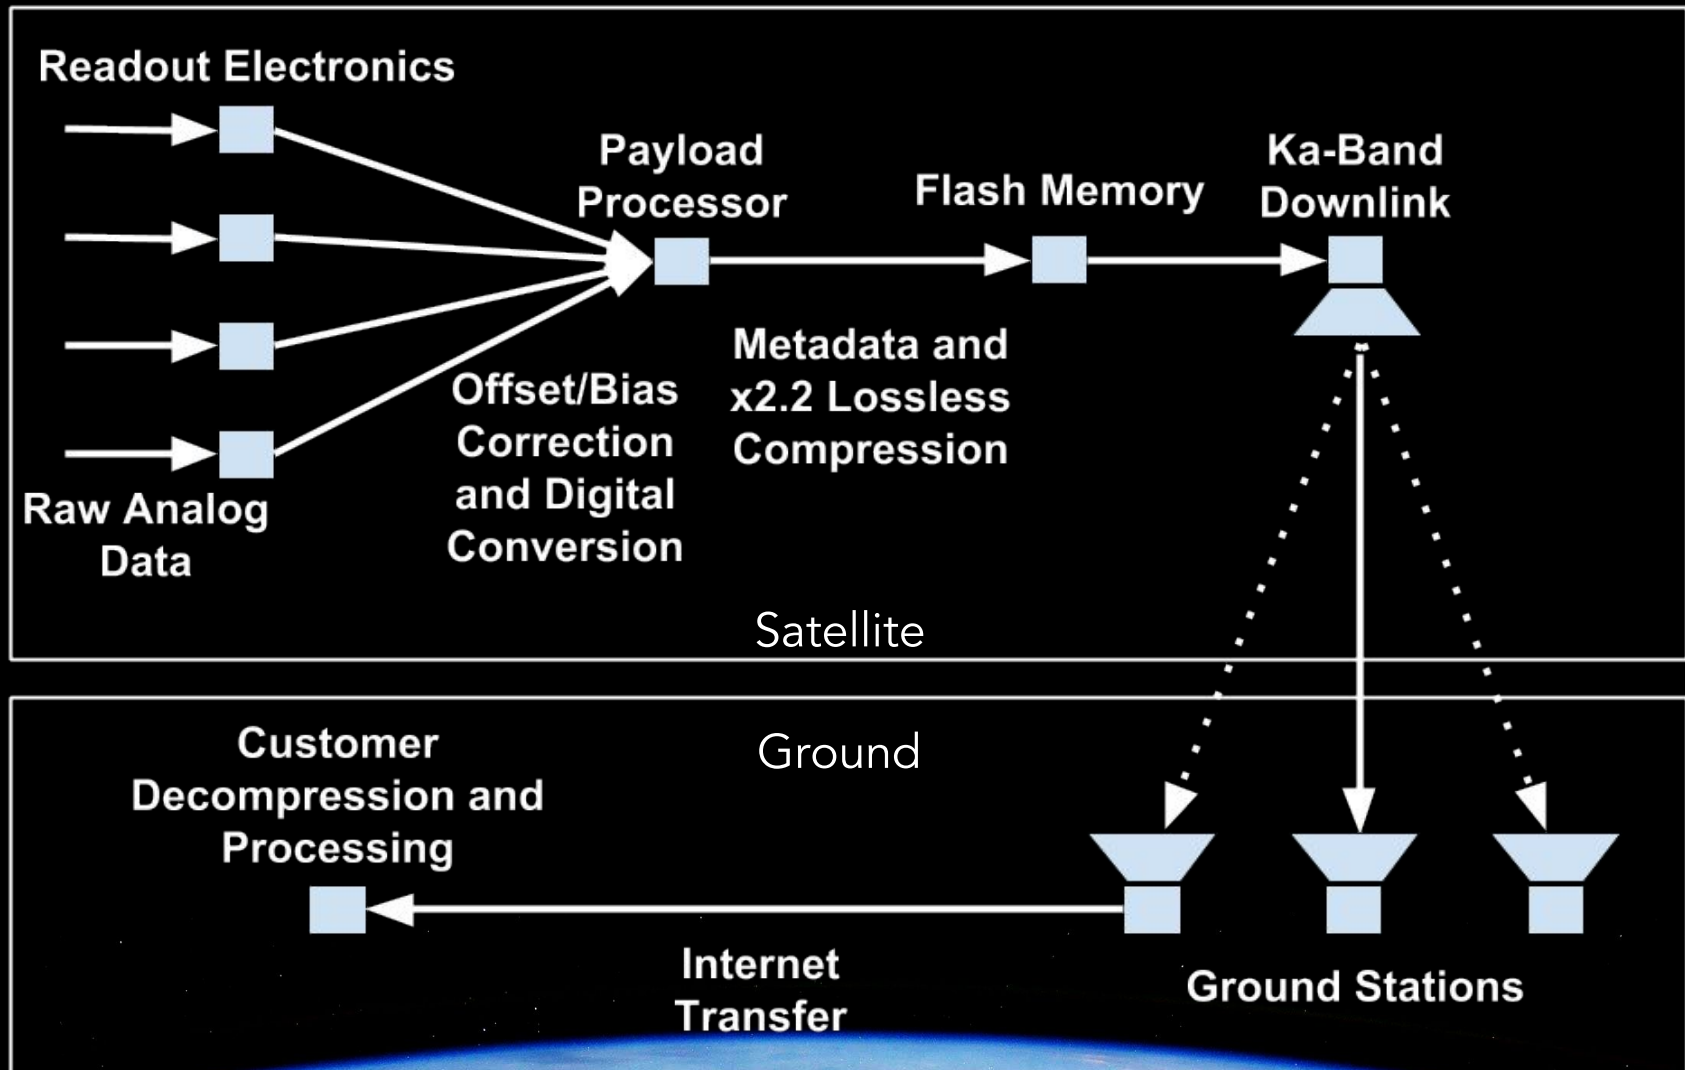 Readout Electronics
Payload
Processor
Flash Memory
Ka-Band
Downlink
Raw Analog
Data
Offset/Bias
Correction
and Digital
Conversion
Metadata and
x2.2 Lossless
Compression
Satellite
Ground
Customer
Decompression and
Processing
Internet
Transfer
Ground Stations